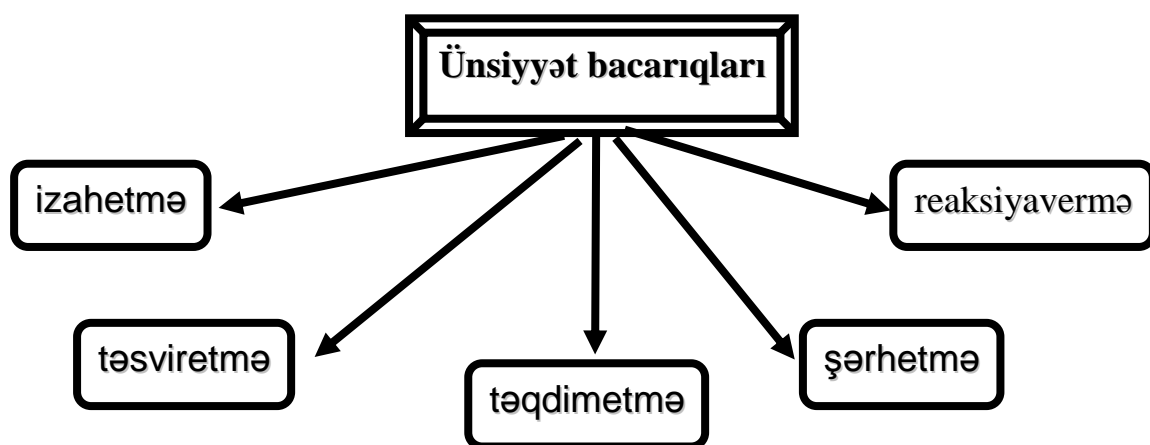 Ünsiyyət bacarıqları
izahetmə
reaksiyavermə
təsviretmə
şərhetmə
təqdimetmə